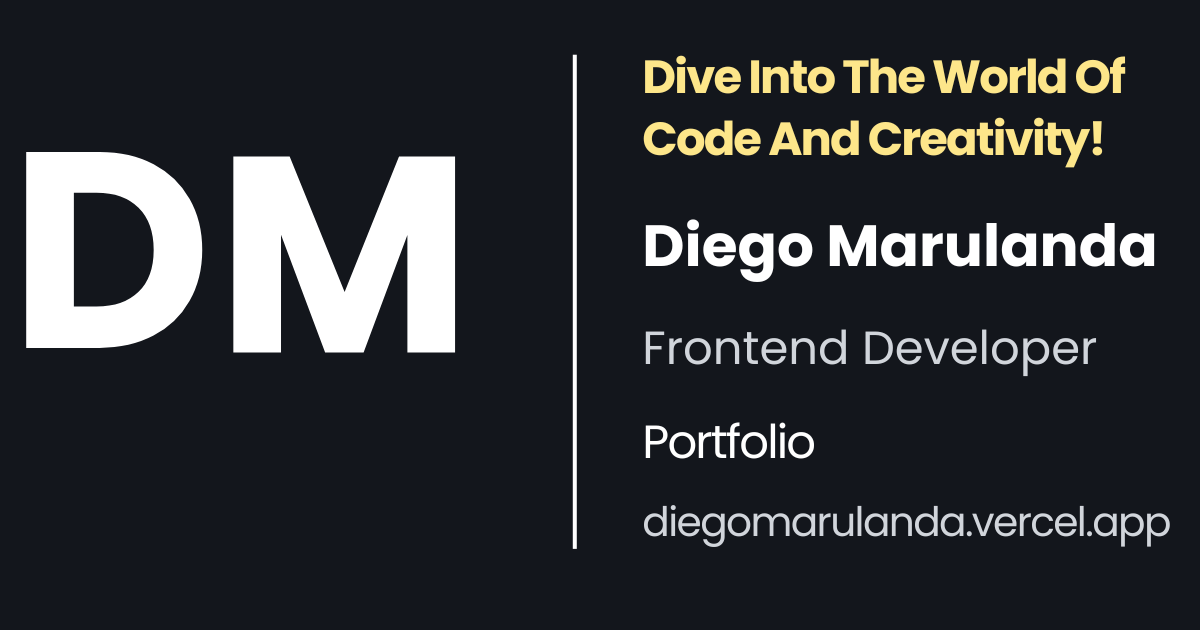 DM
Dive Into The World Of
Code And Creativity!
Diego Marulanda
Frontend Developer
Portfolio
diegomarulanda.vercel.app